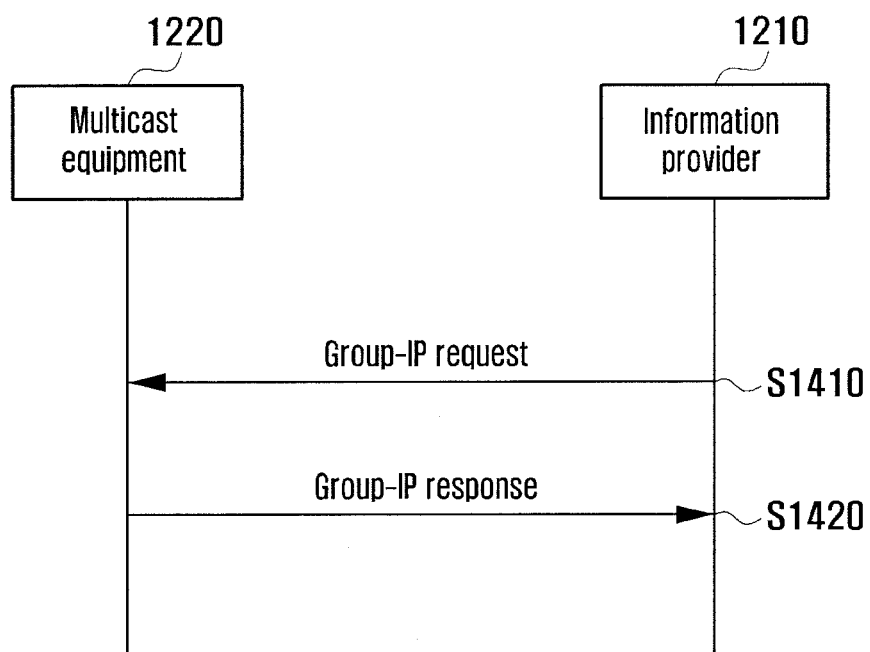 1220
1210
Multicast
equipment
Information
provider
Group-IP request
S1410
Group-IP response
S1420